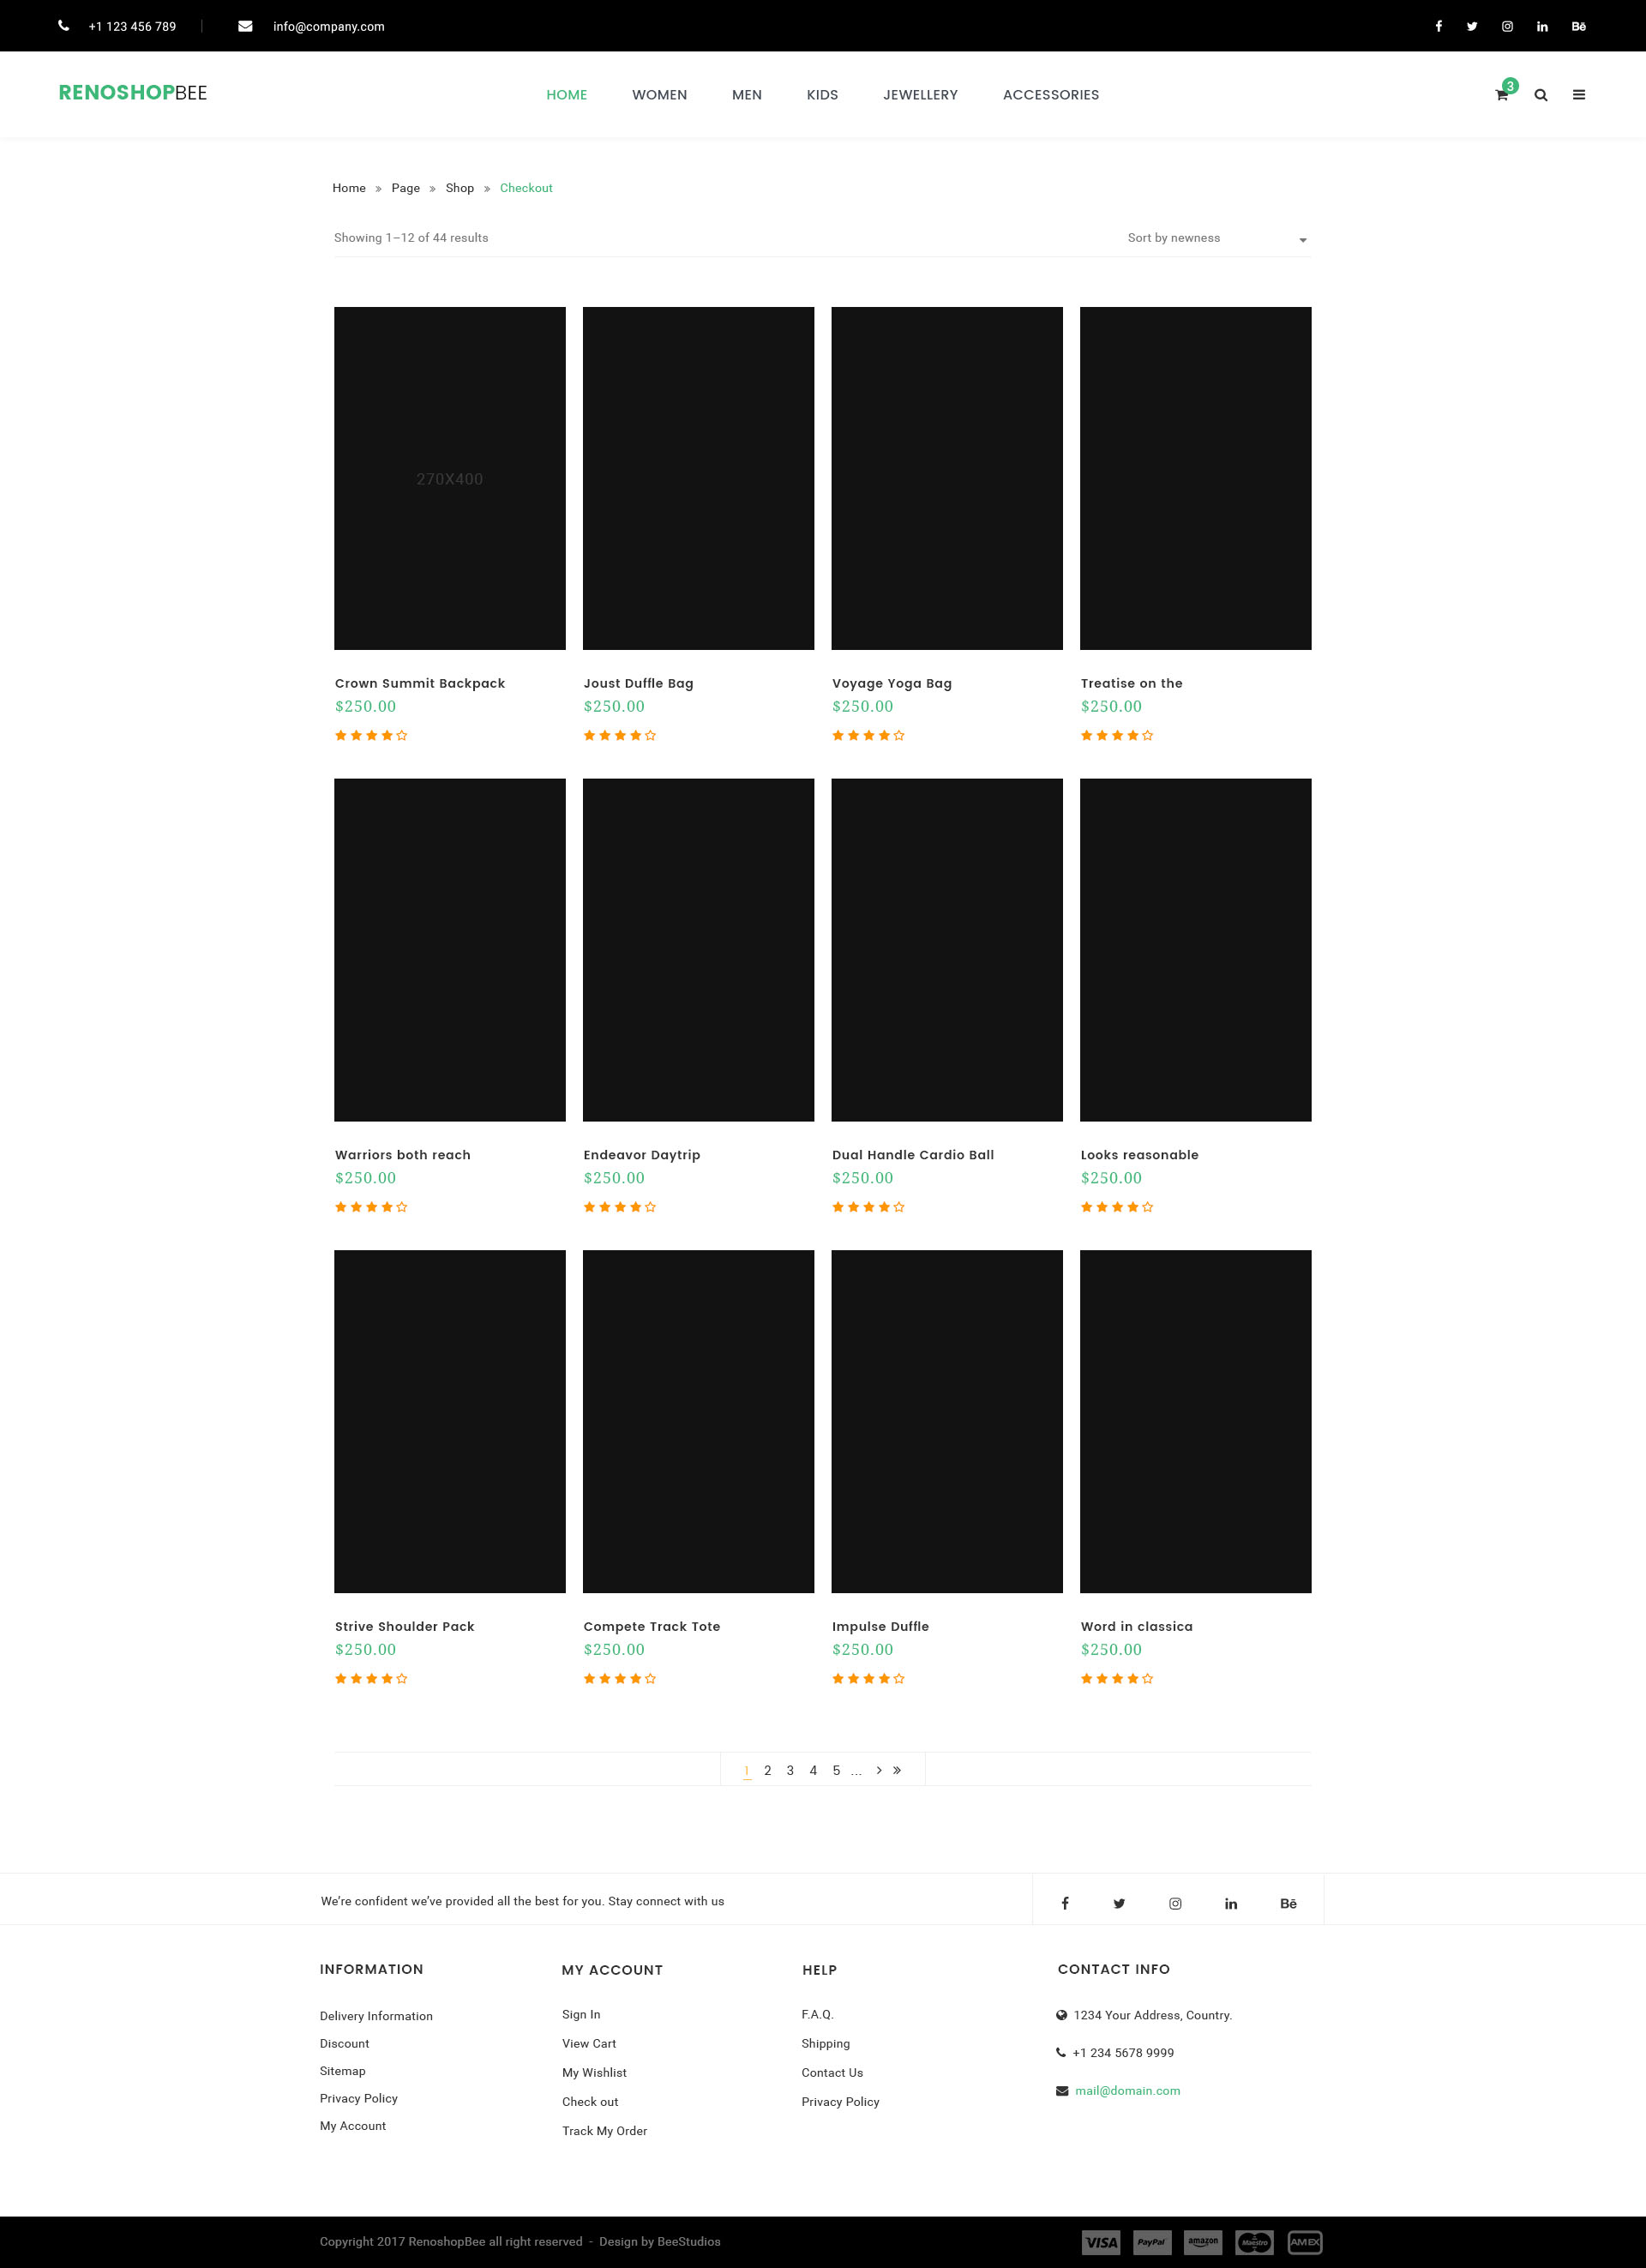 +1 123 456 789 | info@company.com Bē
RENOSHOPBEE HOME WOMEN MEN KIDS JEWELLERY ACCESSORIES 3
Home » Page » Shop » Checkout
Showing 1–12 of 44 results Sort by newness
270X400
Crown Summit Backpack Joust Duffle Bag Voyage Yoga Bag Treatise on the
$250.00 $250.00 $250.00 $250.00
Warriors both reach Endeavor Daytrip Dual Handle Cardio Ball Looks reasonable
$250.00 $250.00 $250.00 $250.00
Strive Shoulder Pack Compete Track Tote Impulse Duffle Word in classica
$250.00 $250.00 $250.00 $250.00
1 2 3 4 5 ... › »
We’re confident we’ve provided all the best for you. Stay connect with us Bē
INFORMATION
Delivery Information
Discount
Sitemap
Privacy Policy
My Account
MY ACCOUNT
Sign In
View Cart
My Wishlist
Check out
Track My Order
HELP
F.A.Q.
Shipping
Contact Us
Privacy Policy
CONTACT INFO
1234 Your Address, Country.
+1 234 5678 9999
mail@domain.com
Copyright 2017 RenoshopBee all right reserved - Design by BeeStudios VISA PayPal amazon Maestro AMEX